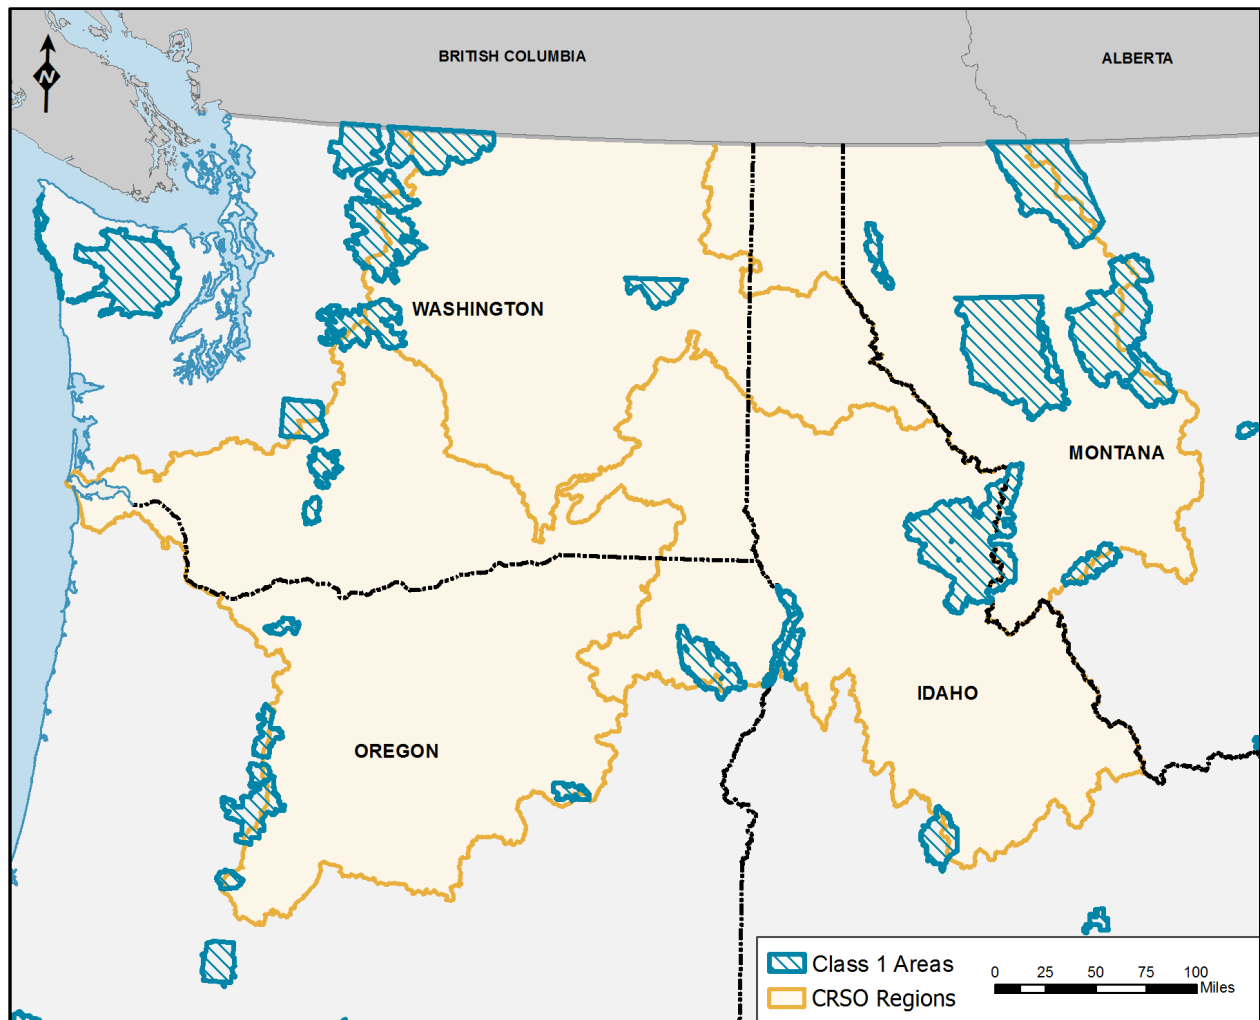 BRITISH COLUMBIA
ALBERTA
N
WASHINGTON
MONTANA
IDAHO
OREGON
Class 1 Areas
CRSO Regions
0 25 50 75 100
Miles